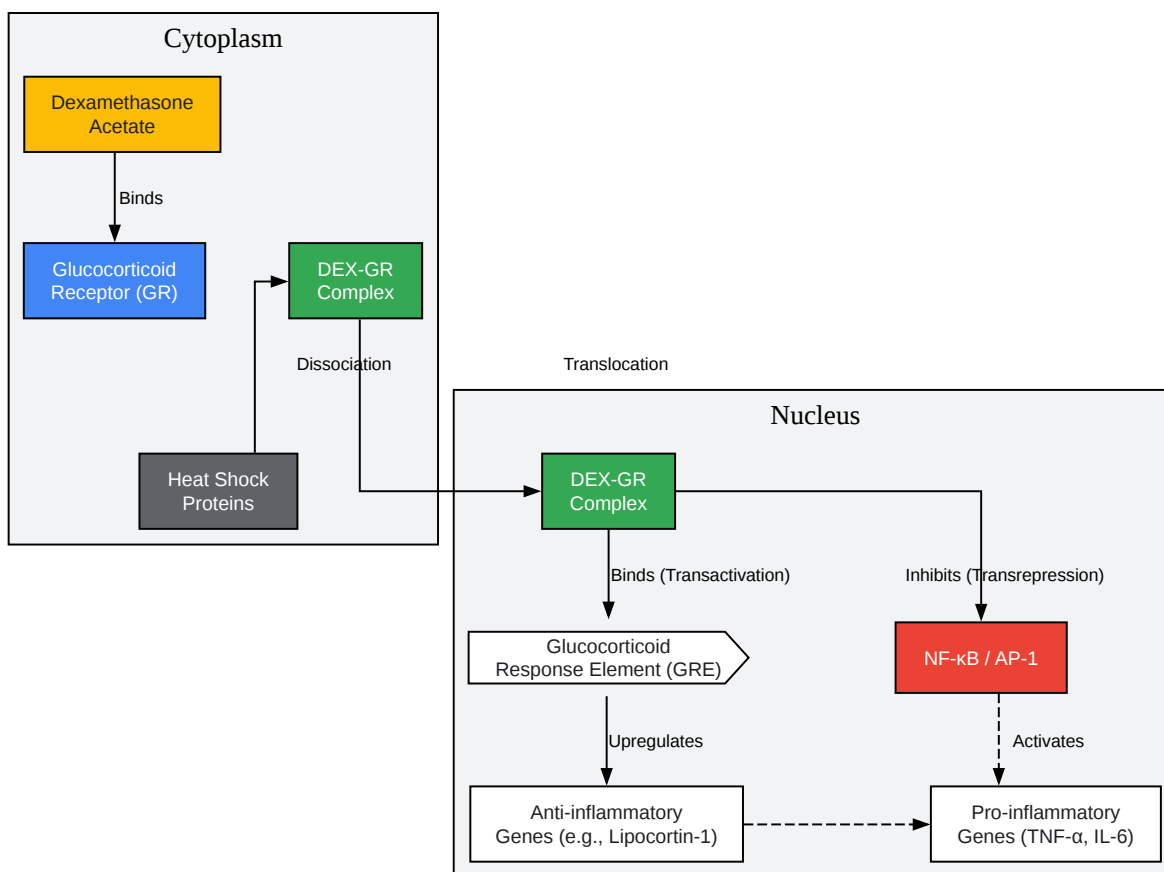 Cytoplasm
Dexamethasone
Acetate
Binds
Glucocorticoid
Receptor (GR)
DEX-GR
Complex
Dissociation
Translocation
Heat Shock
Proteins
Nucleus
DEX-GR
Complex
Binds (Transactivation)
Inhibits (Transrepression)
Glucocorticoid
Response Element (GRE)
NF-κB / AP-1
Upregulates
Activates
Anti-inflammatory
Genes (e.g., Lipocortin-1)
Pro-inflammatory
Genes (TNF-α, IL-6)